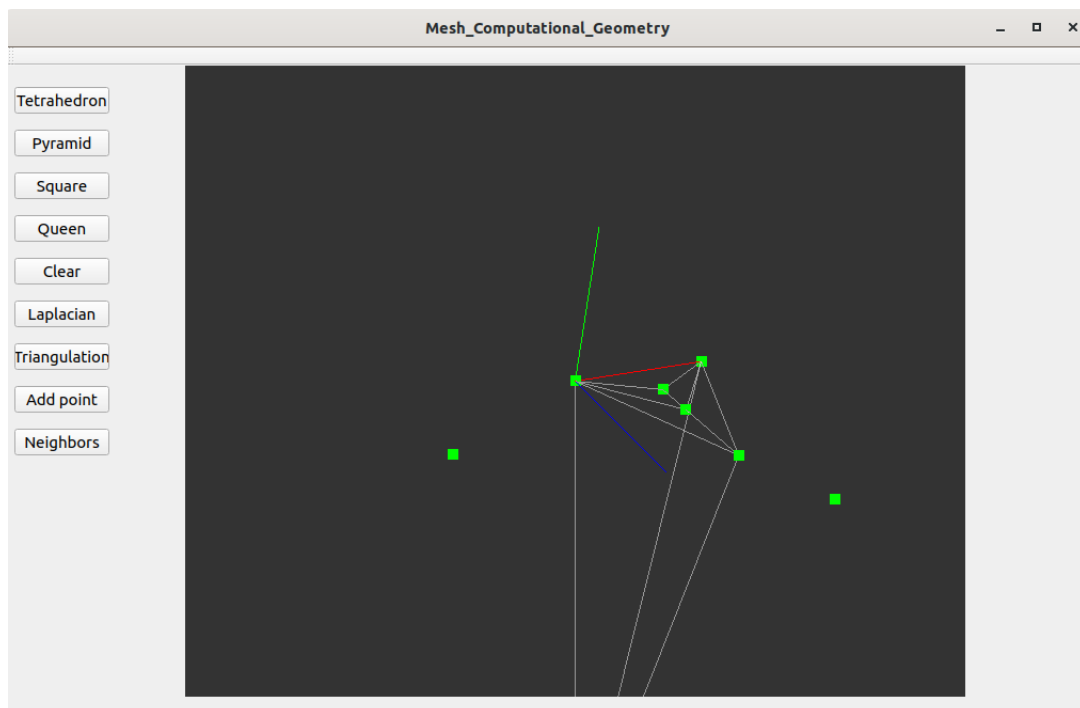 Mesh_Computational_Geometry
Tetrahedron
Pyramid
Square
Queen
Clear
Laplacian
Triangulation
Add point
Neighbors